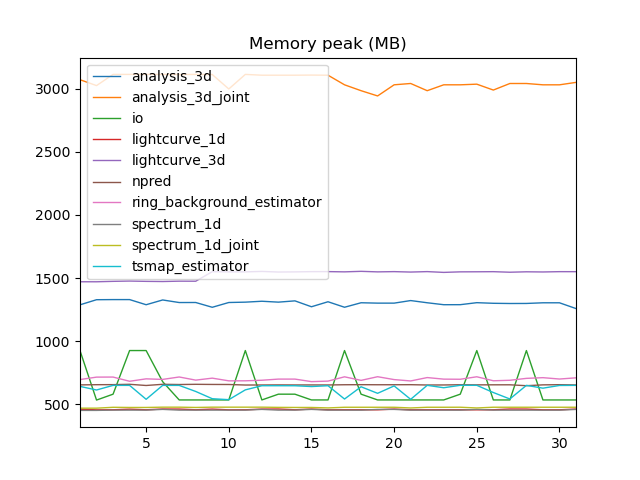 Memory peak (MB)
3000
2500
2000
1500
1000
500
analysis_3d
analysis_3d_joint
io
lightcurve_1d
lightcurve_3d
npred
ring_background_estimator
spectrum_1d
spectrum_1d_joint
tsmap_estimator
5 10 15 20 25 30